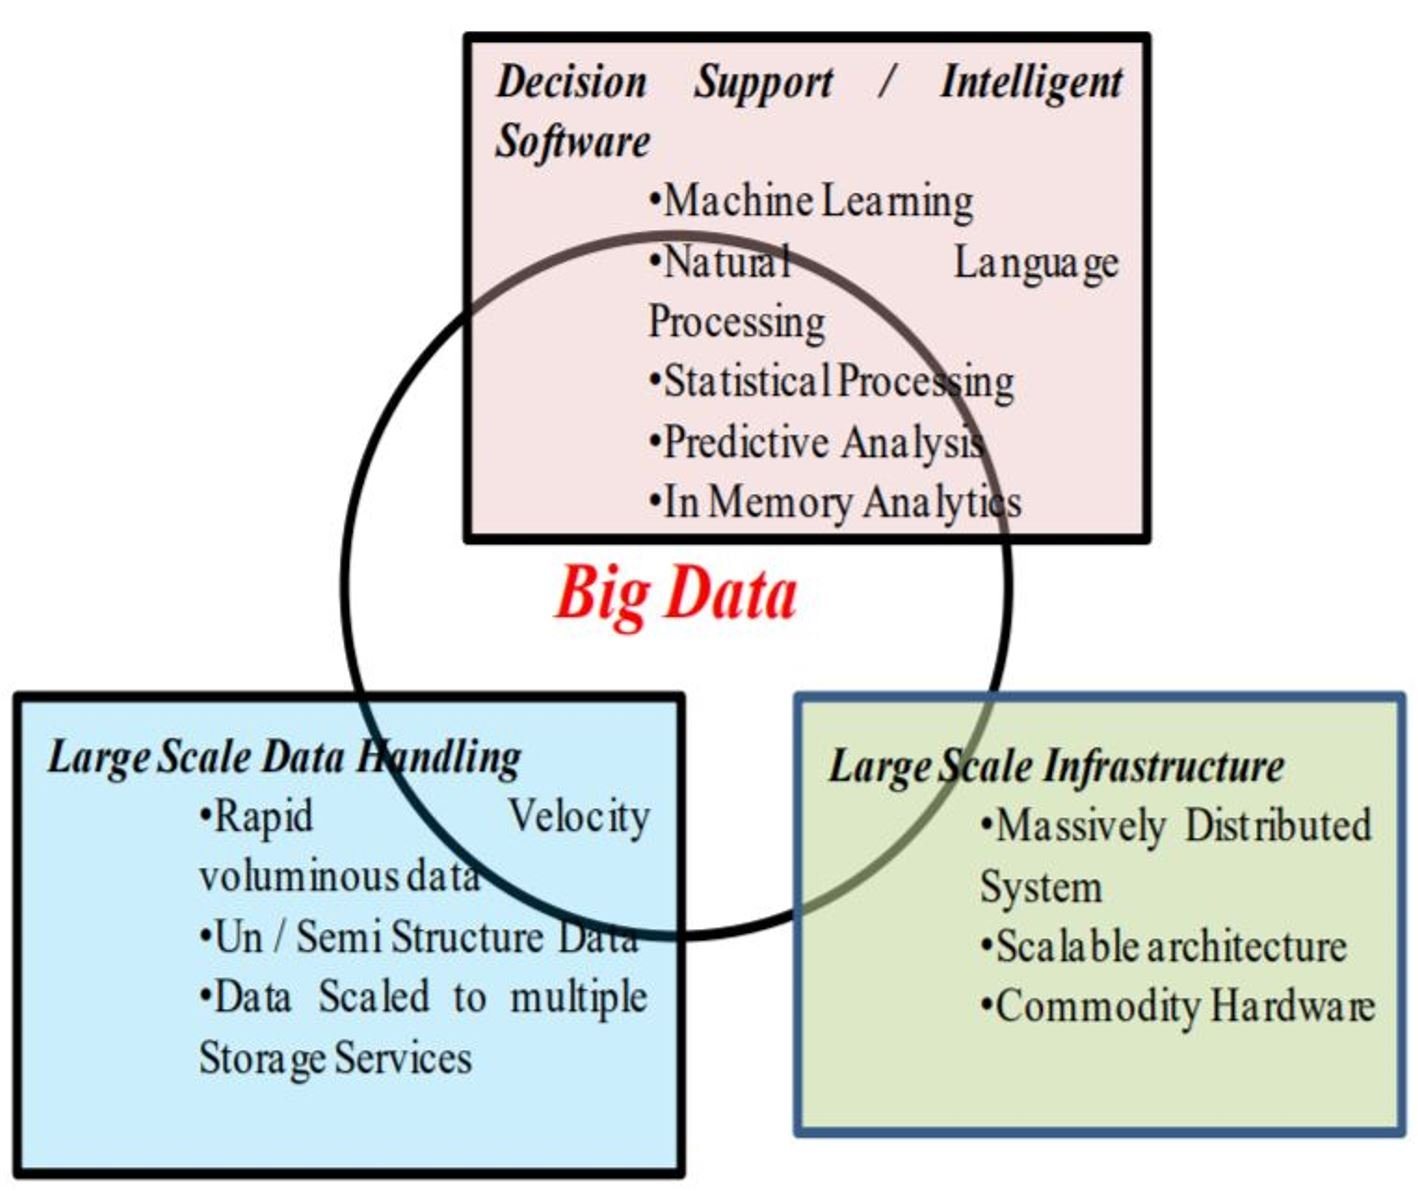 Decision Support / Intelligent
Software
•Machine Learning
•Natural Language
Processing
•Statistical Processing
•Predictive Analysis
•In Memory Analytics
Big Data
Large Scale Data Handling
•Rapid Velocity
voluminous data
•Un / Semi Structure Data
•Data Scaled to multiple
Storage Services
Large Scale Infrastructure
•Massively Distributed
System
•Scalable architecture
•Commodity Hardware